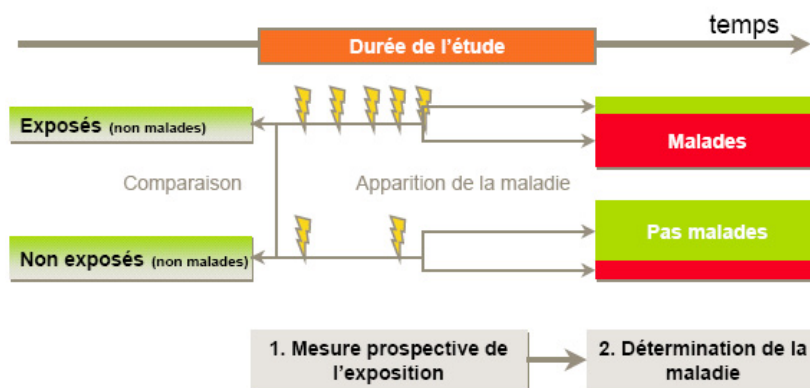 temps
Durée de l'étude
Exposés (non malades)
Malades
Comparaison
Apparition de la maladie
Pas malades
Non exposés (non malades)
1. Mesure prospective de
l'exposition
2. Détermination de la
maladie